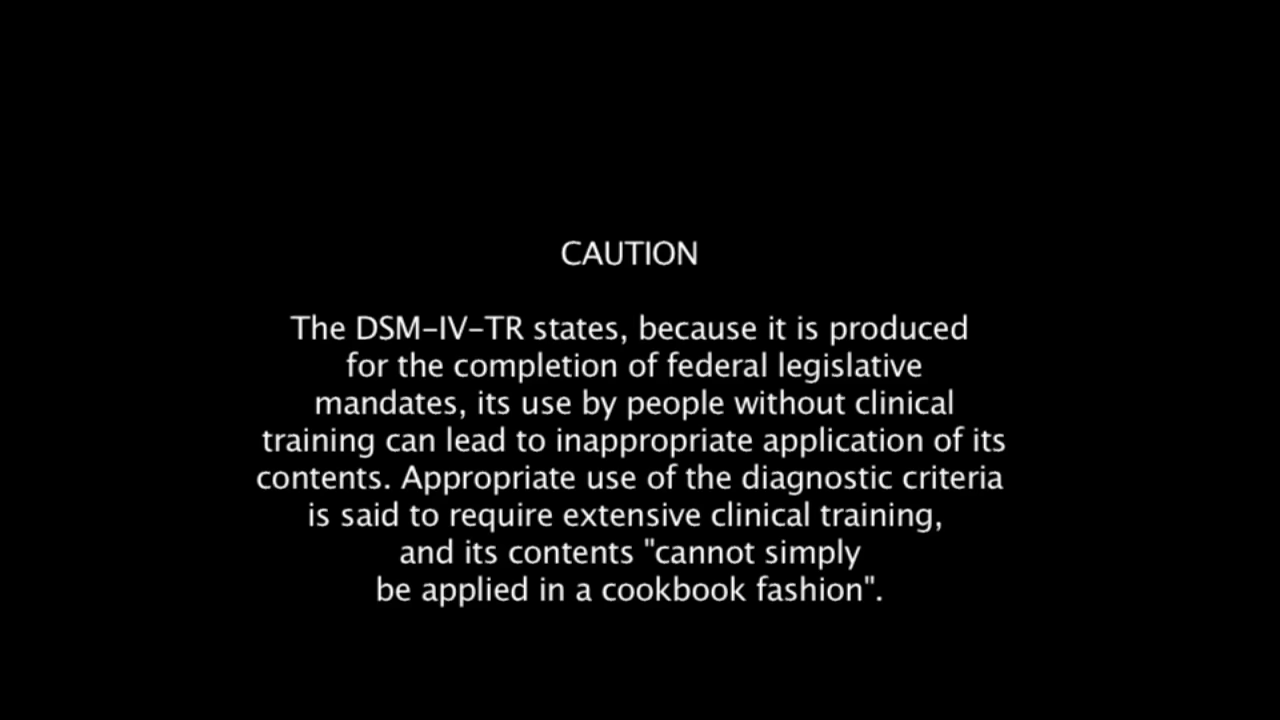 CAUTION
The DSM-IV-TR states, because it is produced
for the completion of federal legislative
mandates, its use by people without clinical
training can lead to inappropriate application of its
contents. Appropriate use of the diagnostic criteria
is said to require extensive clinical training,
and its contents "cannot simply
be applied in a cookbook fashion".